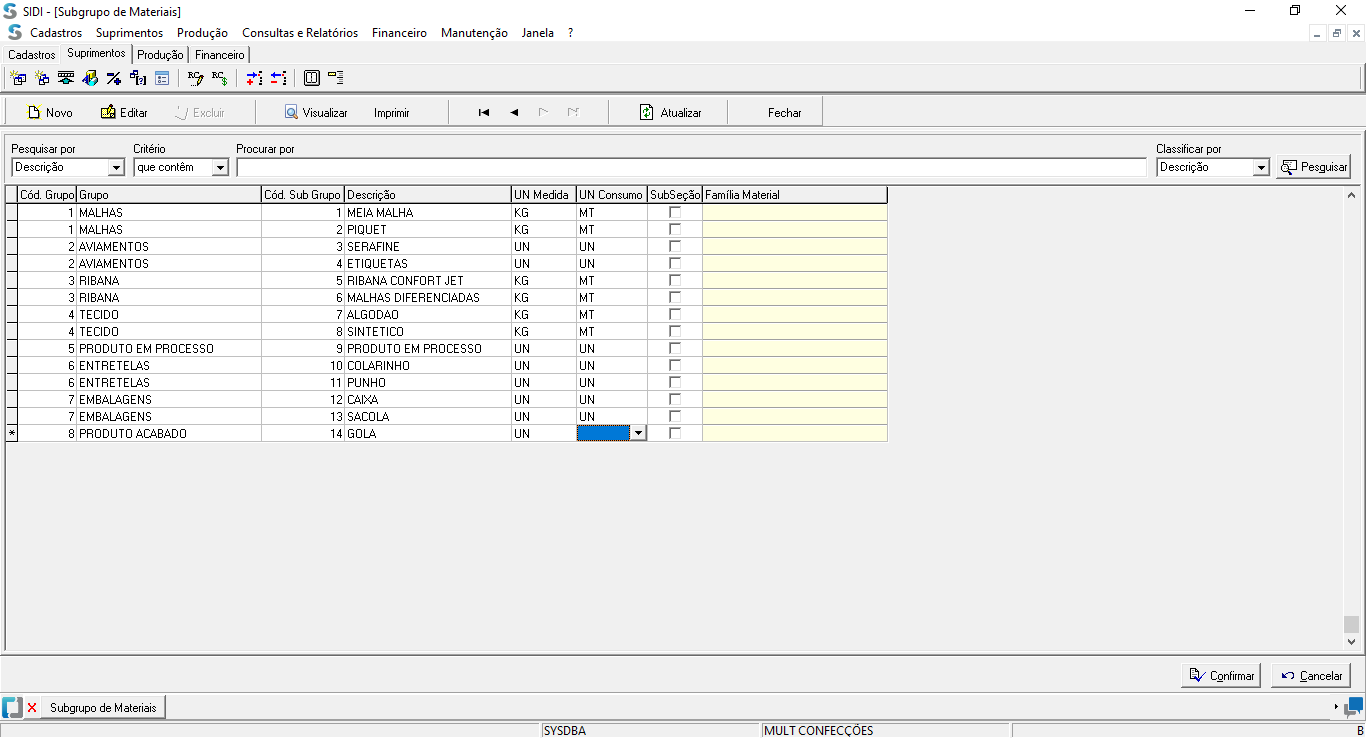 SIDI - [Subgrupo de Materiais]
Cadastros Suprimentos Produção Consultas e Relatórios Financeiro Manutenção Janela ?
Cadastros Suprimentos Produção Financeiro
Novo Editar Excluir Visualizar Imprimir Atualizar Fechar
Pesquisar por Critério Procurar por Classificar por
Descrição que contêm Descrição Pesquisar
Cód. Grupo Grupo Cód. Sub Grupo Descrição UN Medida UN Consumo SubSeção Família Material
1 MALHAS 1 MEIA MALHA KG MT
1 MALHAS 2 PIQUET KG MT
2 AVIAMENTOS 3 SERAFINE UN UN
2 AVIAMENTOS 4 ETIQUETAS UN UN
3 RIBANA 5 RIBANA CONFORT JET KG MT
3 RIBANA 6 MALHAS DIFERENCIADAS KG MT
4 TECIDO 7 ALGODAO KG MT
4 TECIDO 8 SINTETICO KG MT
5 PRODUTO EM PROCESSO 9 PRODUTO EM PROCESSO UN UN
6 ENTRETELAS 10 COLARINHO UN UN
6 ENTRETELAS 11 PUNHO UN UN
7 EMBALAGENS 12 CAIXA UN UN
7 EMBALAGENS 13 SACOLA UN UN
* 8 PRODUTO ACABADO 14 GOLA UN
Confirmar Cancelar
Subgrupo de Materiais
SYSDBA MULT CONFECÇÕES B